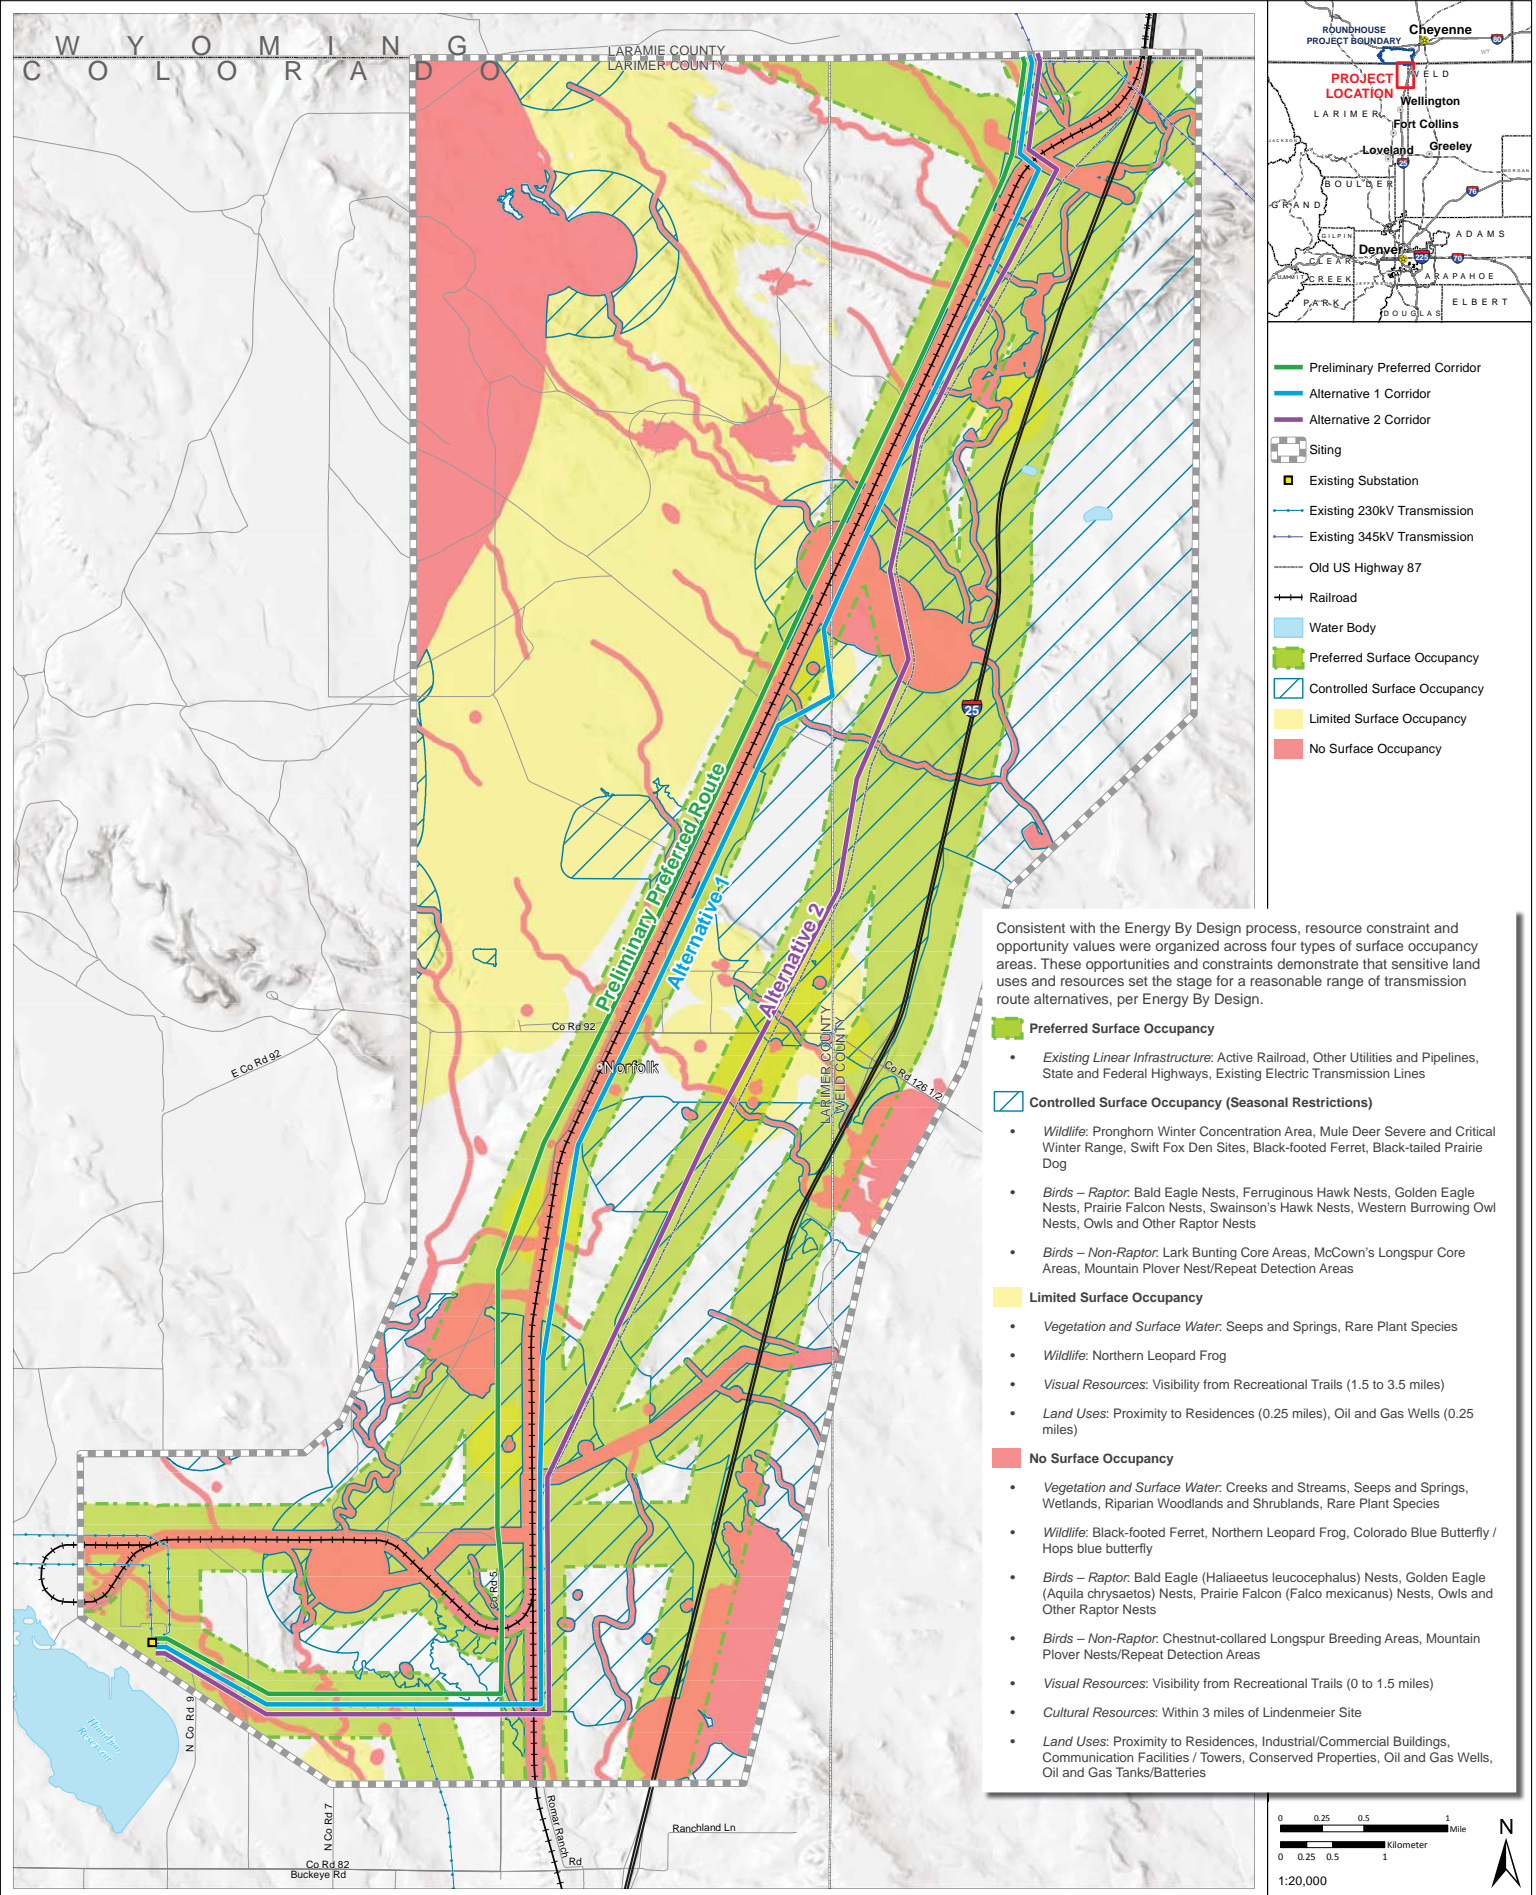 WYOMING
COLORADO
LARAMIE COUNTY
LARIMER COUNTY
25
Preliminary Preferred Route
Alternative 1
Alternative 2
Co Rd 92
E Co Rd 92
Norfolk
LARIMER COUNTY
WELD COUNTY
Co Rd 126 1/2
Co Rd 5
N Co Rd 9
N Co Rd 7
Co Rd 82
Buckeye Rd
Romar Ranch
Rd
Ranchland Ln
Reservoir
ROUNDHOUSE
PROJECT BOUNDARY
Cheyenne
80
WY
PROJECT
LOCATION
WELD
Wellington
LARIMER
Fort Collins
JACKSON
Loveland
Greeley
25
MORGAN
BOULDER
76
GRAND
GILPIN
ADAMS
Denver
225
70
CLEAR
CREEK
SUMMIT
JEFFERSON
ARAPAHOE
PARK
ELBERT
DOUGLAS
Preliminary Preferred Corridor
Alternative 1 Corridor
Alternative 2 Corridor
Siting
Existing Substation
Existing 230kV Transmission
Existing 345kV Transmission
Old US Highway 87
Railroad
Water Body
Preferred Surface Occupancy
Controlled Surface Occupancy
Limited Surface Occupancy
No Surface Occupancy
Consistent with the Energy By Design process, resource constraint and
opportunity values were organized across four types of surface occupancy
areas. These opportunities and constraints demonstrate that sensitive land
uses and resources set the stage for a reasonable range of transmission
route alternatives, per Energy By Design.
Preferred Surface Occupancy
• Existing Linear Infrastructure: Active Railroad, Other Utilities and Pipelines,
State and Federal Highways, Existing Electric Transmission Lines
Controlled Surface Occupancy (Seasonal Restrictions)
• Wildlife: Pronghorn Winter Concentration Area, Mule Deer Severe and Critical
Winter Range, Swift Fox Den Sites, Black-footed Ferret, Black-tailed Prairie
Dog
• Birds – Raptor: Bald Eagle Nests, Ferruginous Hawk Nests, Golden Eagle
Nests, Prairie Falcon Nests, Swainson's Hawk Nests, Western Burrowing Owl
Nests, Owls and Other Raptor Nests
• Birds – Non-Raptor: Lark Bunting Core Areas, McCown's Longspur Core
Areas, Mountain Plover Nest/Repeat Detection Areas
Limited Surface Occupancy
• Vegetation and Surface Water: Seeps and Springs, Rare Plant Species
• Wildlife: Northern Leopard Frog
• Visual Resources: Visibility from Recreational Trails (1.5 to 3.5 miles)
• Land Uses: Proximity to Residences (0.25 miles), Oil and Gas Wells (0.25
miles)
No Surface Occupancy
• Vegetation and Surface Water: Creeks and Streams, Seeps and Springs,
Wetlands, Riparian Woodlands and Shrublands, Rare Plant Species
• Wildlife: Black-footed Ferret, Northern Leopard Frog, Colorado Blue Butterfly /
Hops blue butterfly
• Birds – Raptor: Bald Eagle (Haliaeetus leucocephalus) Nests, Golden Eagle
(Aquila chrysaetos) Nests, Prairie Falcon (Falco mexicanus) Nests, Owls and
Other Raptor Nests
• Birds – Non-Raptor: Chestnut-collared Longspur Breeding Areas, Mountain
Plover Nests/Repeat Detection Areas
• Visual Resources: Visibility from Recreational Trails (0 to 1.5 miles)
• Cultural Resources: Within 3 miles of Lindenmeier Site
• Land Uses: Proximity to Residences, Industrial/Commercial Buildings,
Communication Facilities / Towers, Conserved Properties, Oil and Gas Wells,
Oil and Gas Tanks/Batteries
0 0.25 0.5 1
Mile
Kilometer
0 0.25 0.5 1
1:20,000
N